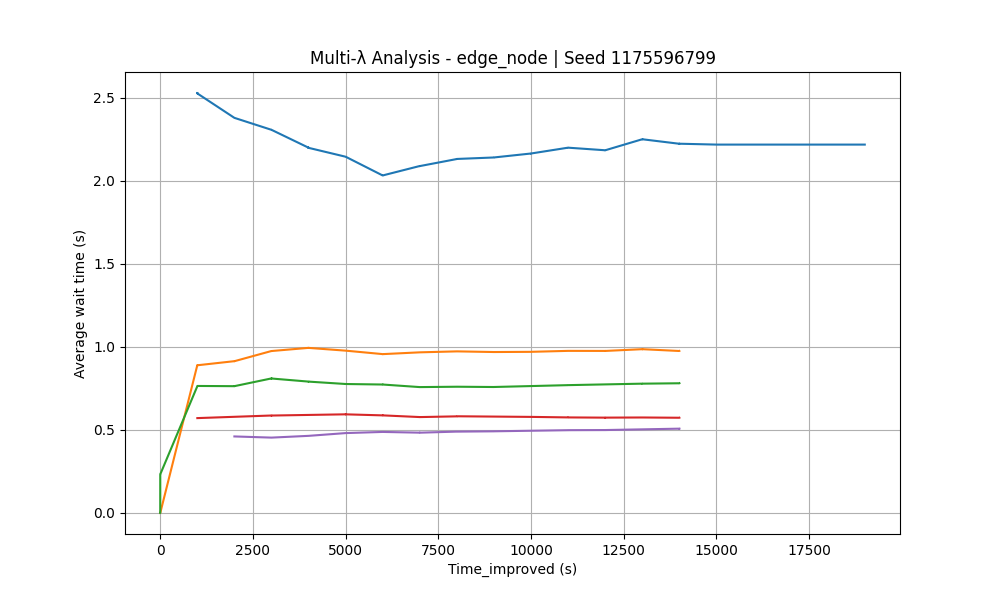 Multi-λ Analysis - edge_node | Seed 1175596799
Average wait time (s)
2.5
2.0
1.5
1.0
0.5
0.0
0 2500 5000 7500 10000 12500 15000 17500
Time_improved (s)